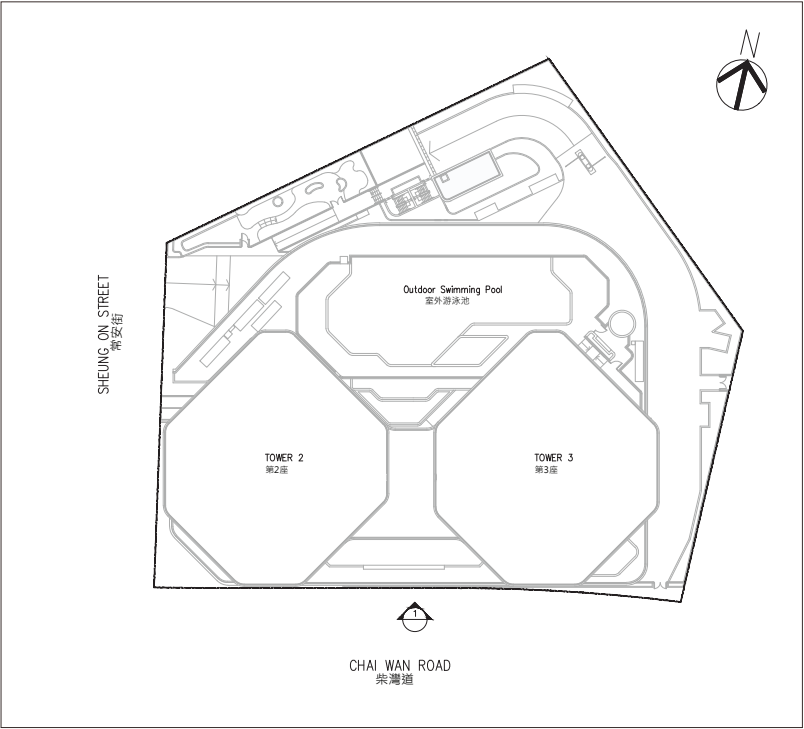 N
Outdoor Swimming Pool
室外游泳池
SHEUNG ON STREET
常安街
TOWER 2
第2座
TOWER 3
第3座
1
CHAI WAN ROAD
柴灣道